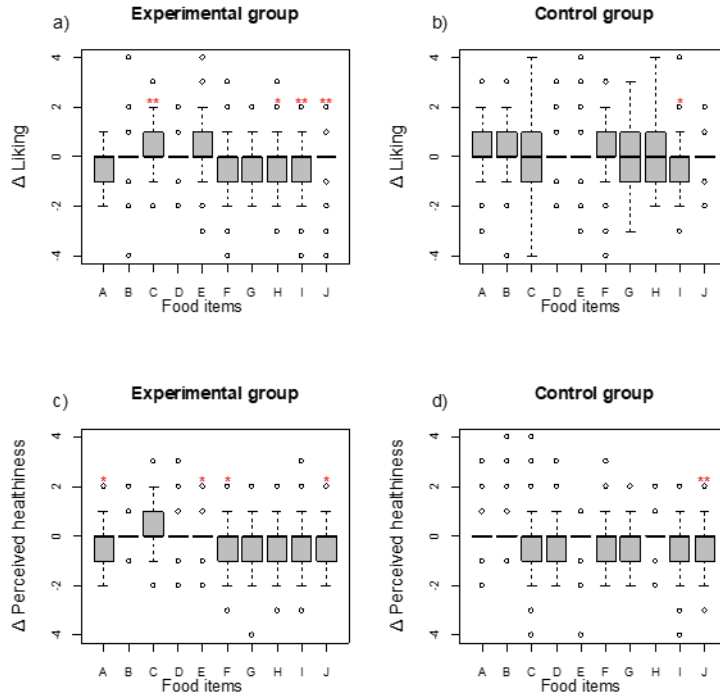 a)
Experimental group
Δ Liking
4
2
0
-2
-4
** * ** **
A B C D E F G H I J
Food items
b)
Control group
Δ Liking
4
2
0
-2
-4
*
A B C D E F G H I J
Food items
c)
Experimental group
Δ Perceived healthiness
4
2
0
-2
-4
* * * *
A B C D E F G H I J
Food items
d)
Control group
Δ Perceived healthiness
4
2
0
-2
-4
**
A B C D E F G H I J
Food items